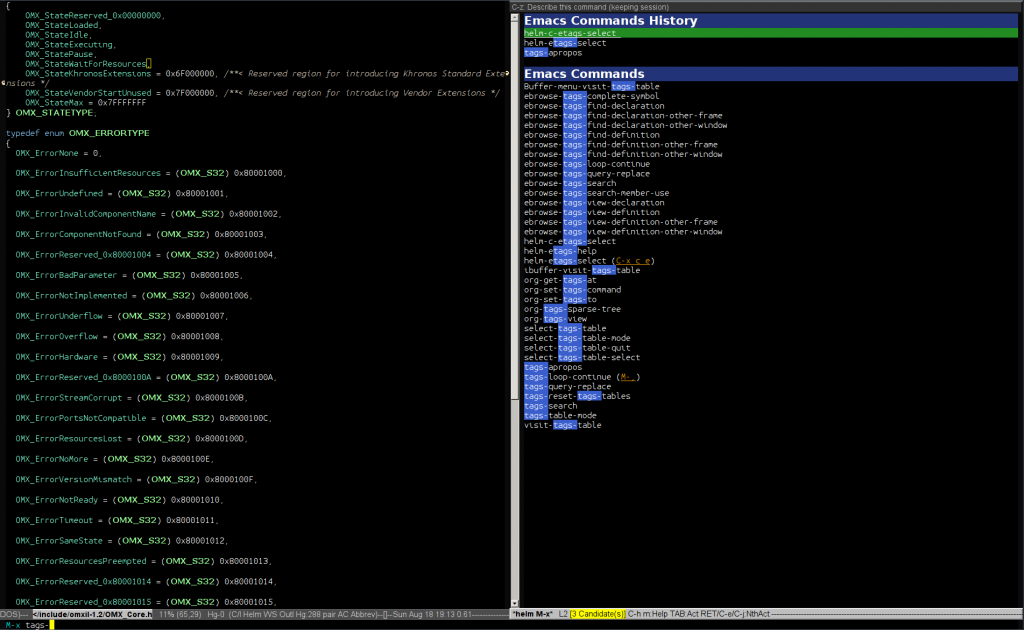 {
OMX_StateReserved_0x00000000,
OMX_StateLoaded,
OMX_StateIdle,
OMX_StateExecuting,
OMX_StatePause,
OMX_StateWaitForResources,
OMX_StateKhronosExtensions = 0x6F000000, /**< Reserved region for introducing Khronos Standard Exte
nsions */
OMX_StateVendorStartUnused = 0x7F000000, /**< Reserved region for introducing Vendor Extensions */
OMX_StateMax = 0x7FFFFFFF
} OMX_STATETYPE;
typedef enum OMX_ERRORTYPE
{
OMX_ErrorNone = 0,
OMX_ErrorInsufficientResources = (OMX_S32) 0x80001000,
OMX_ErrorUndefined = (OMX_S32) 0x80001001,
OMX_ErrorInvalidComponentName = (OMX_S32) 0x80001002,
OMX_ErrorComponentNotFound = (OMX_S32) 0x80001003,
OMX_ErrorReserved_0x80001004 = (OMX_S32) 0x80001004,
OMX_ErrorBadParameter = (OMX_S32) 0x80001005,
OMX_ErrorNotImplemented = (OMX_S32) 0x80001006,
OMX_ErrorUnderflow = (OMX_S32) 0x80001007,
OMX_ErrorOverflow = (OMX_S32) 0x80001008,
OMX_ErrorHardware = (OMX_S32) 0x80001009,
OMX_ErrorReserved_0x8000100A = (OMX_S32) 0x8000100A,
OMX_ErrorStreamCorrupt = (OMX_S32) 0x8000100B,
OMX_ErrorPortsNotCompatible = (OMX_S32) 0x8000100C,
OMX_ErrorResourcesLost = (OMX_S32) 0x8000100D,
OMX_ErrorNoMore = (OMX_S32) 0x8000100E,
OMX_ErrorVersionMismatch = (OMX_S32) 0x8000100F,
OMX_ErrorNotReady = (OMX_S32) 0x80001010,
OMX_ErrorTimeout = (OMX_S32) 0x80001011,
OMX_ErrorSameState = (OMX_S32) 0x80001012,
OMX_ErrorResourcesPreempted = (OMX_S32) 0x80001013,
OMX_ErrorReserved_0x80001014 = (OMX_S32) 0x80001014,
OMX_ErrorReserved_0x80001015 = (OMX_S32) 0x80001015,
DOS)--- </include/omxil-1.2/OMX_Core.h 11% (65,29) Hg-0 (C/l Helm WS Outl Hg:288 pair AC Abbrev)--[]--Sun Aug 18 19:13 0.61
M-x tags-
C-z: Describe this command (keeping session)
Emacs Commands History
helm-c-etags-select
helm-etags-select
tags-apropos
Emacs Commands
Buffer-menu-visit-tags-table
ebrowse-tags-complete-symbol
ebrowse-tags-find-declaration
ebrowse-tags-find-declaration-other-frame
ebrowse-tags-find-declaration-other-window
ebrowse-tags-find-definition
ebrowse-tags-find-definition-other-frame
ebrowse-tags-find-definition-other-window
ebrowse-tags-loop-continue
ebrowse-tags-query-replace
ebrowse-tags-search
ebrowse-tags-search-member-use
ebrowse-tags-view-declaration
ebrowse-tags-view-definition
ebrowse-tags-view-definition-other-frame
ebrowse-tags-view-definition-other-window
helm-c-etags-select
helm-etags-help
helm-etags-select (C-x c e)
ibuffer-visit-tags-table
org-get-tags-at
org-set-tags-command
org-set-tags-to
org-tags-sparse-tree
org-tags-view
select-tags-table
select-tags-table-mode
select-tags-table-quit
select-tags-table-select
tags-apropos
tags-loop-continue (M-,)
tags-query-replace
tags-reset-tags-tables
tags-search
tags-table-mode
visit-tags-table
*helm M-x* L2 [3 Candidate(s)] C-h m:Help TAB:Act RET/C-e/C-j:NthAct